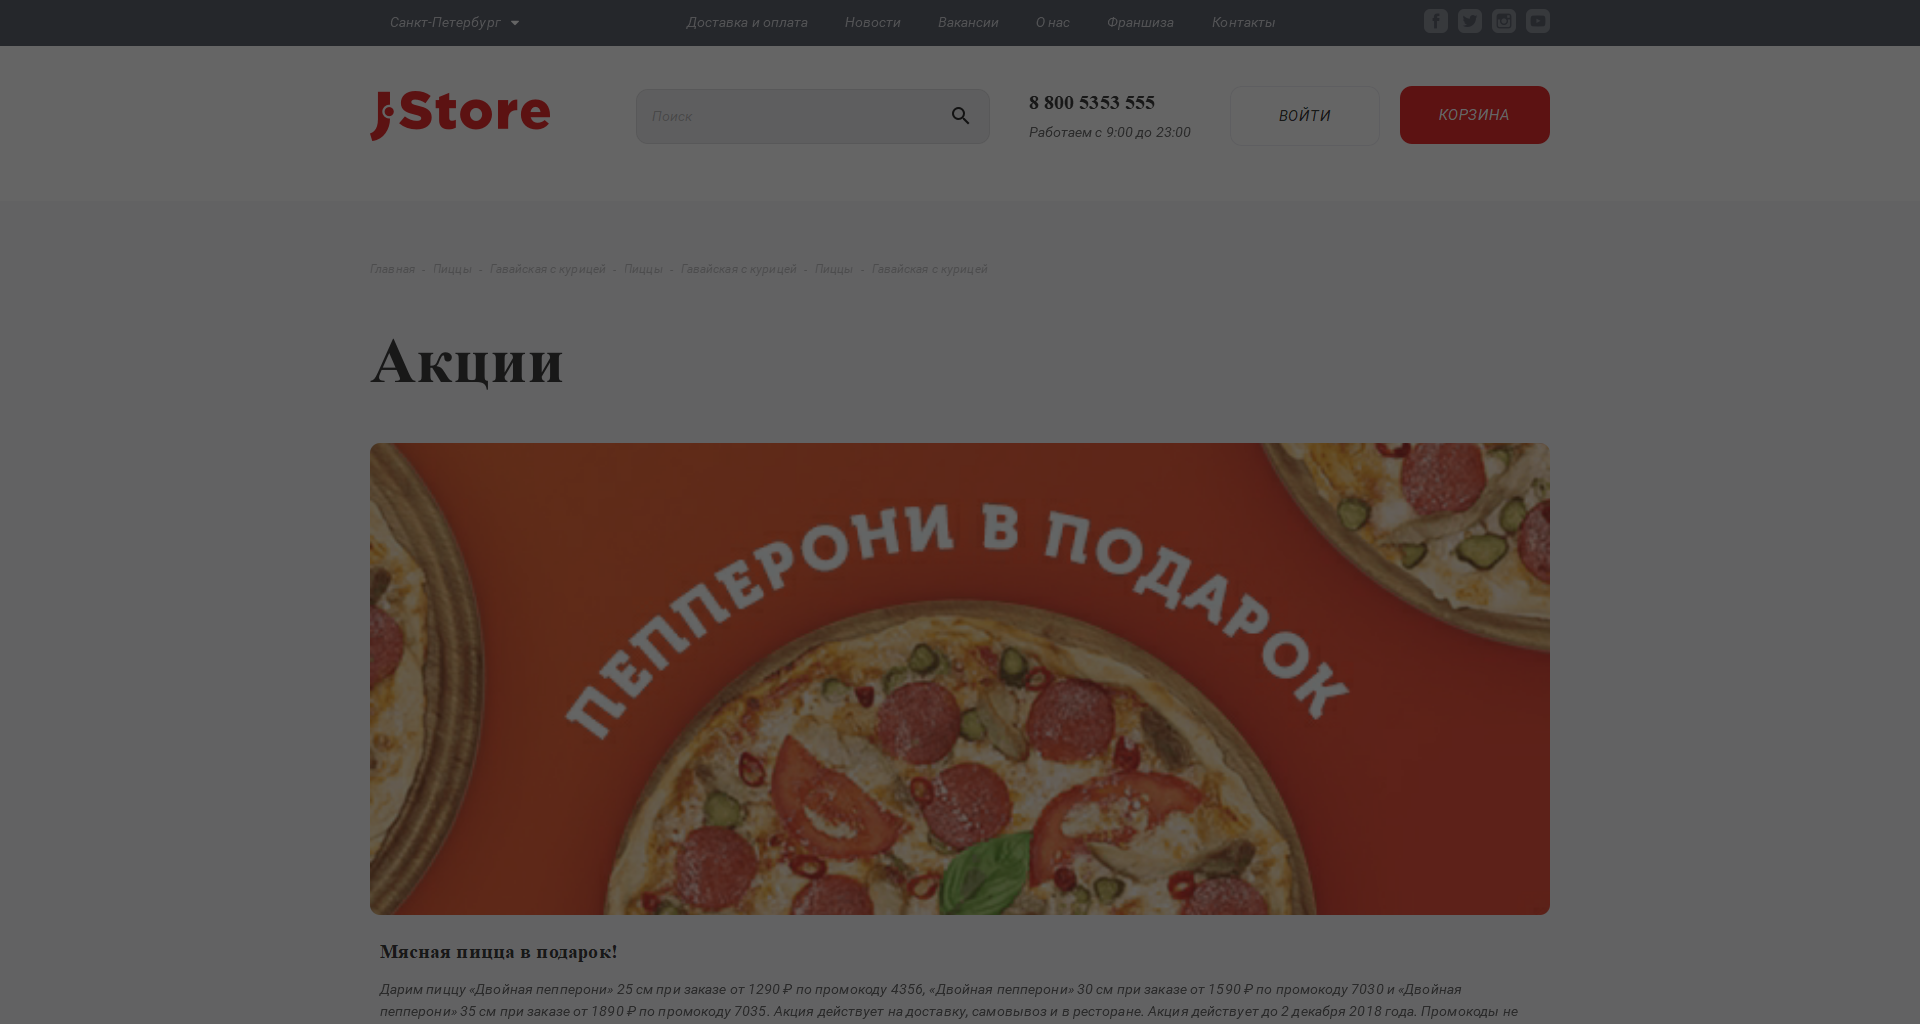 Санкт-Петербург
Доставка и оплата Новости Вакансии О нас Франшиза Контакты
JStore
Поиск
8 800 5353 555
Работаем с 9:00 до 23:00
ВОЙТИ
КОРЗИНА
Главная - Пиццы - Гавайская с курицей - Пиццы - Гавайская с курицей - Пиццы - Гавайская с курицей
Акции
ПЕППЕРОНИ В ПОДАРОК
Мясная пицца в подарок!
Дарим пиццу «Двойная пепперони» 25 см при заказе от 1290 ₽ по промокоду 4356, «Двойная пепперони» 30 см при заказе от 1590 ₽ по промокоду 7030 и «Двойная
пепперони» 35 см при заказе от 1890 ₽ по промокоду 7035. Акция действует на доставку, самовывоз и в ресторане. Акция действует до 2 декабря 2018 года. Промокоды не